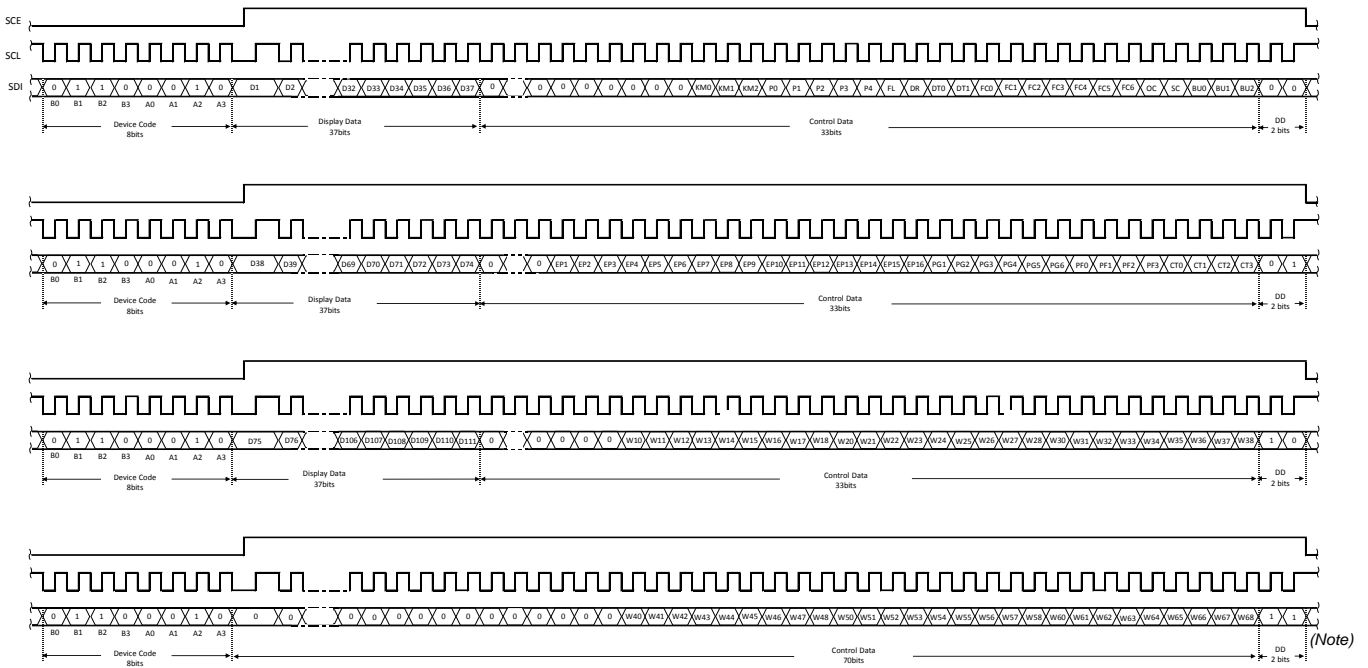 SCE
SCL
SDI 0 1 1 0 0 0 1 0 D1 D2 D32 D33 D34 D35 D36 D37 0 0 0 0 0 0 0 0 KM0 KM1 KM2 P0 P1 P2 P3 P4 FL DR DT0 DT1 FC0 FC1 FC2 FC3 FC4 FC5 FC6 OC SC BU0 BU1 BU2 0 0
B0 B1 B2 B3 A0 A1 A2 A3
Device Code
8bits
Display Data
37bits
Control Data
33bits
DD
2 bits
0 1 1 0 0 0 1 0 D38 D39 D69 D70 D71 D72 D73 D74 0 0 EP1 EP2 EP3 EP4 EP5 EP6 EP7 EP8 EP9 EP10 EP11 EP12 EP13 EP14 EP15 EP16 PG1 PG2 PG3 PG4 PG5 PG6 PF0 PF1 PF2 PF3 CT0 CT1 CT2 CT3 0 1
B0 B1 B2 B3 A0 A1 A2 A3
Device Code
8bits
Display Data
37bits
Control Data
33bits
DD
2 bits
0 1 1 0 0 0 1 0 D75 D76 D106 D107 D108 D109 D110 D111 0 0 0 0 0 W10 W11 W12 W13 W14 W15 W16 W17 W18 W20 W21 W22 W23 W24 W25 W26 W27 W28 W30 W31 W32 W33 W34 W35 W36 W37 W38 1 0
B0 B1 B2 B3 A0 A1 A2 A3
Device Code
8bits
Display Data
37bits
Control Data
33bits
DD
2 bits
0 1 1 0 0 0 1 0 0 0 0 0 0 0 0 0 0 0 0 0 0 0 W40 W41 W42 W43 W44 W45 W46 W47 W48 W50 W51 W52 W53 W54 W55 W56 W57 W58 W60 W61 W62 W63 W64 W65 W66 W67 W68 1 1
(Note)
B0 B1 B2 B3 A0 A1 A2 A3
Device Code
8bits
Control Data
70bits
DD
2 bits